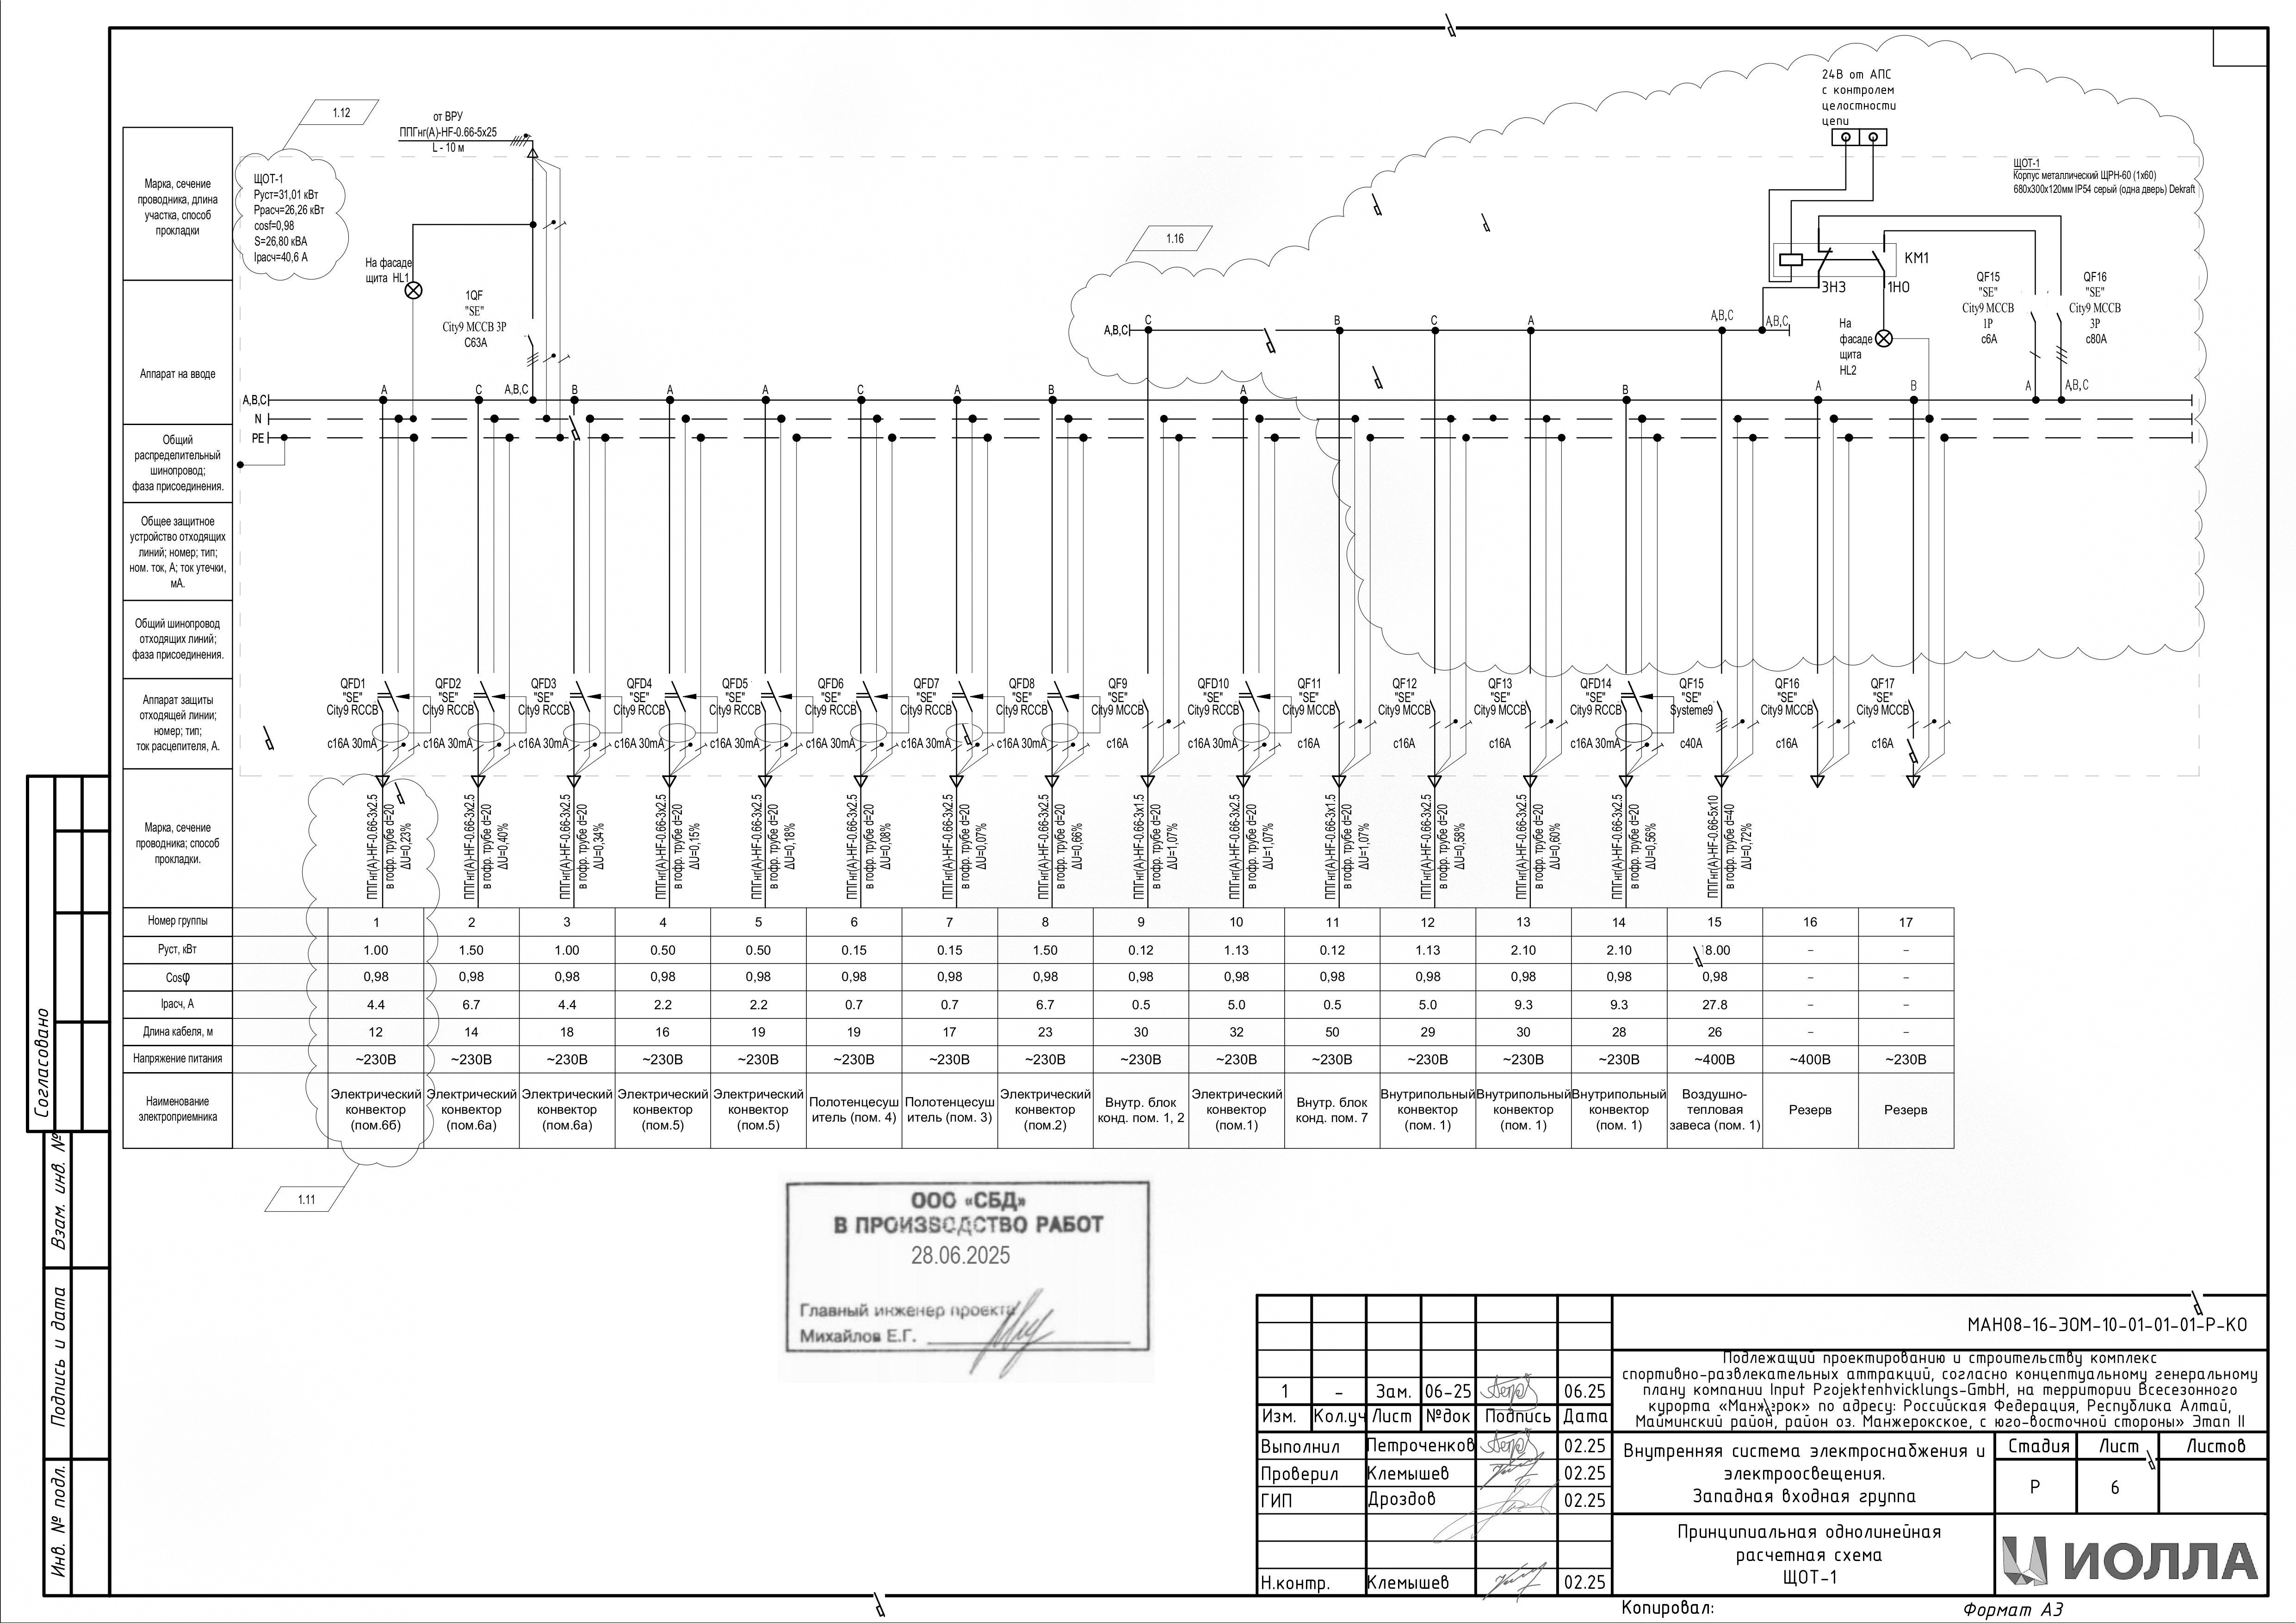 1.12
от ВРУ
ППГнг(А)-HF-0.66-5х25
L - 10 м
24В от АПС
с контролем
целостности
цепи
ЩОТ-1
Корпус металлический ЩРН-60 (1х60)
680х300х120мм IP54 серый (одна дверь) Dekraft
Марка, сечение
проводника, длина
участка, способ
прокладки
ЩОТ-1
Руст=31,01 кВт
Ррасч=26,26 кВт
cosf=0,98
S=26,80 кВА
Iрасч=40,6 А
1.16
На фасаде
щита HL1
1QF
"SE"
City9 MCCB 3P
C63A
KM1
3НЗ
1НО
QF15
"SE"
City9 MCCB
1P
c6A
QF16
"SE"
City9 MCCB
3P
c80A
На
фасаде
щита
HL2
A,B,C C B C A A,B,C A,B,C
Аппарат на вводе
A,B,C A C A,B,C B A A C A B A B A B A A,B,C
N
PE
Общий
распределительный
шинопровод;
фаза присоединения.
Общее защитное
устройство отходящих
линий; номер; тип;
ном. ток, А; ток утечки,
мА.
Общий шинопровод
отходящих линий;
фаза присоединения.
Аппарат защиты
отходящей линии;
номер; тип;
ток расцепителя, А.
QFD1 QFD2 QFD3 QFD4 QFD5 QFD6 QFD7 QFD8 QF9 QFD10 QF11 QF12 QF13 QFD14 QF15 QF16 QF17
"SE" "SE" "SE" "SE" "SE" "SE" "SE" "SE" "SE" "SE" "SE" "SE" "SE" "SE" "SE" "SE" "SE"
City9 RCCB City9 RCCB City9 RCCB City9 RCCB City9 RCCB City9 RCCB City9 RCCB City9 RCCB City9 MCCB City9 RCCB City9 MCCB City9 MCCB City9 MCCB City9 RCCB Systeme9 City9 MCCB City9 MCCB
c16A 30mA c16A 30mA c16A 30mA c16A 30mA c16A 30mA c16A 30mA c16A 30mA c16A 30mA c16A c16A 30mA c16A c16A c16A c16A 30mA c40A c16A c16A
Марка, сечение
проводника; способ
прокладки.
ППГнг(А)-HF-0.66-3х2.5
в гофр. трубе d=20
ΔU=0,23%
ППГнг(А)-HF-0.66-3х2.5
в гофр. трубе d=20
ΔU=0,40%
ППГнг(А)-HF-0.66-3х2.5
в гофр. трубе d=20
ΔU=0,34%
ППГнг(А)-HF-0.66-3х2.5
в гофр. трубе d=20
ΔU=0,15%
ППГнг(А)-HF-0.66-3х2.5
в гофр. трубе d=20
ΔU=0,18%
ППГнг(А)-HF-0.66-3х2.5
в гофр. трубе d=20
ΔU=0,08%
ППГнг(А)-HF-0.66-3х2.5
в гофр. трубе d=20
ΔU=0,07%
ППГнг(А)-HF-0.66-3х2.5
в гофр. трубе d=20
ΔU=0,66%
ППГнг(А)-HF-0.66-3х1.5
в гофр. трубе d=20
ΔU=1,07%
ППГнг(А)-HF-0.66-3х2.5
в гофр. трубе d=20
ΔU=1,07%
ППГнг(А)-HF-0.66-3х1.5
в гофр. трубе d=20
ΔU=1,07%
ППГнг(А)-HF-0.66-3х2.5
в гофр. трубе d=20
ΔU=0,58%
ППГнг(А)-HF-0.66-3х2.5
в гофр. трубе d=20
ΔU=0,60%
ППГнг(А)-HF-0.66-3х2.5
в гофр. трубе d=20
ΔU=0,56%
ППГнг(А)-HF-0.66-5х10
в гофр. трубе d=40
ΔU=0,72%
Номер группы 1 2 3 4 5 6 7 8 9 10 11 12 13 14 15 16 17
Руст, кВт 1.00 1.50 1.00 0.50 0.50 0.15 0.15 1.50 0.12 1.13 0.12 1.13 2.10 2.10 18.00 – –
Cosφ 0,98 0,98 0,98 0,98 0,98 0,98 0,98 0,98 0,98 0,98 0,98 0,98 0,98 0,98 0,98 – –
Iрасч, А 4.4 6.7 4.4 2.2 2.2 0.7 0.7 6.7 0.5 5.0 0.5 5.0 9.3 9.3 27.8 – –
Длина кабеля, м 12 14 18 16 19 19 17 23 30 32 50 29 30 28 26 – –
Напряжение питания ~230В ~230В ~230В ~230В ~230В ~230В ~230В ~230В ~230В ~230В ~230В ~230В ~230В ~230В ~400В ~400В ~230В
Наименование
электроприемника
Электрический
конвектор
(пом.6б)
Электрический
конвектор
(пом.6а)
Электрический
конвектор
(пом.6а)
Электрический
конвектор
(пом.5)
Электрический
конвектор
(пом.5)
Полотенцесуш
итель (пом. 4)
Полотенцесуш
итель (пом. 3)
Электрический
конвектор
(пом.2)
Внутр. блок
конд. пом. 1, 2
Электрический
конвектор
(пом.1)
Внутр. блок
конд. пом. 7
Внутрипольный
конвектор
(пом. 1)
Внутрипольный
конвектор
(пом. 1)
Внутрипольный
конвектор
(пом. 1)
Воздушно-
тепловая
завеса (пом. 1)
Резерв
Резерв
1.11
ООО «СБД»
В ПРОИЗВОДСТВО РАБОТ
28.06.2025
Главный инженер проекта
Михайлов Е.Г.
Согласовано
Взам. инв. №
Подпись и дата
Инв. № подл.
МАН08-16-ЭОМ-10-01-01-01-Р-КО
Подлежащий проектированию и строительству комплекс
спортивно-развлекательных аттракций, согласно концептуальному генеральному
плану компании Input Projektenhvicklungs-GmbH, на территории Всесезонного
курорта «Манжерок» по адресу: Российская Федерация, Республика Алтай,
Майминский район, район оз. Манжерокское, с юго-восточной стороны» Этап II
1 - Зам. 06-25 06.25
Изм. Кол.уч Лист №док Подпись Дата
Выполнил Петроченков 02.25
Проверил Клемышев 02.25
ГИП Дроздов 02.25
Н.контр. Клемышев 02.25
Внутренняя система электроснабжения и
электроосвещения.
Западная входная группа
Стадия Лист Листов
Р 6
Принципиальная однолинейная
расчетная схема
ЩОТ-1
ИОЛЛА
Копировал:
Формат А3